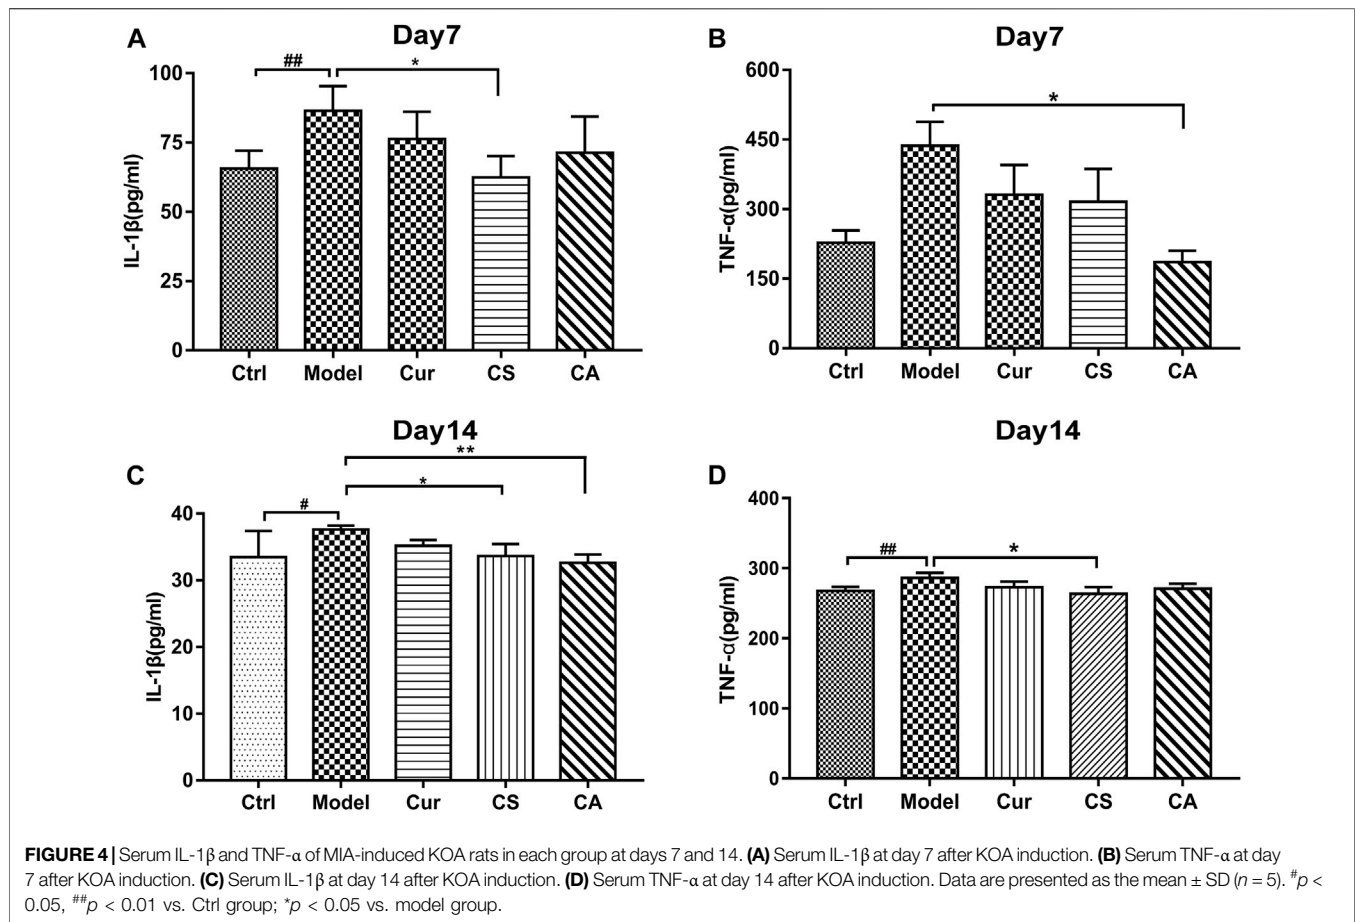 A
Day7
##
*
100
75
50
25
0
IL-1β(pg/ml)
Ctrl Model Cur CS CA
B
Day7
*
600
450
300
150
0
TNF-α(pg/ml)
Ctrl Model Cur CS CA
C
Day14
**
*
#
40
30
20
10
0
IL-1β(pg/ml)
Ctrl Model Cur CS CA
D
Day14
##
*
400
300
200
100
0
TNF-α(pg/ml)
Ctrl Model Cur CS CA
FIGURE 4 | Serum IL-1β and TNF-α of MIA-induced KOA rats in each group at days 7 and 14. (A) Serum IL-1β at day 7 after KOA induction. (B) Serum TNF-α at day
7 after KOA induction. (C) Serum IL-1β at day 14 after KOA induction. (D) Serum TNF-α at day 14 after KOA induction. Data are presented as the mean ± SD (n = 5). #p <
0.05, ##p < 0.01 vs. Ctrl group; *p < 0.05 vs. model group.